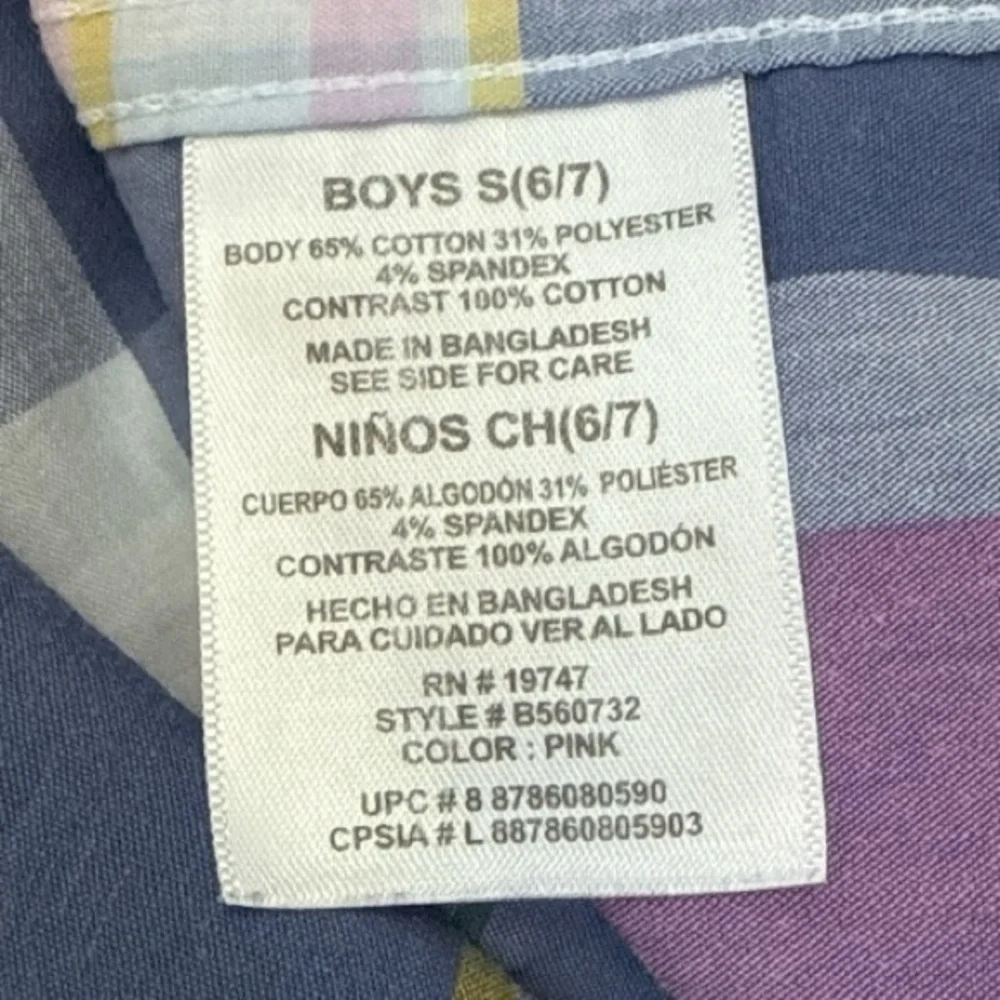 BOYS S(6/7)
BODY 65% COTTON 31% POLYESTER
4% SPANDEX
CONTRAST 100% COTTON
MADE IN BANGLADESH
SEE SIDE FOR CARE
NIÑOS CH(6/7)
CUERPO 65% ALGODÓN 31% POLIÉSTER
4% SPANDEX
CONTRASTE 100% ALGODÓN
HECHO EN BANGLADESH
PARA CUIDADO VER AL LADO
RN # 19747
STYLE # B560732
COLOR : PINK
UPC # 8 8786080590
CPSIA # L 887860805903